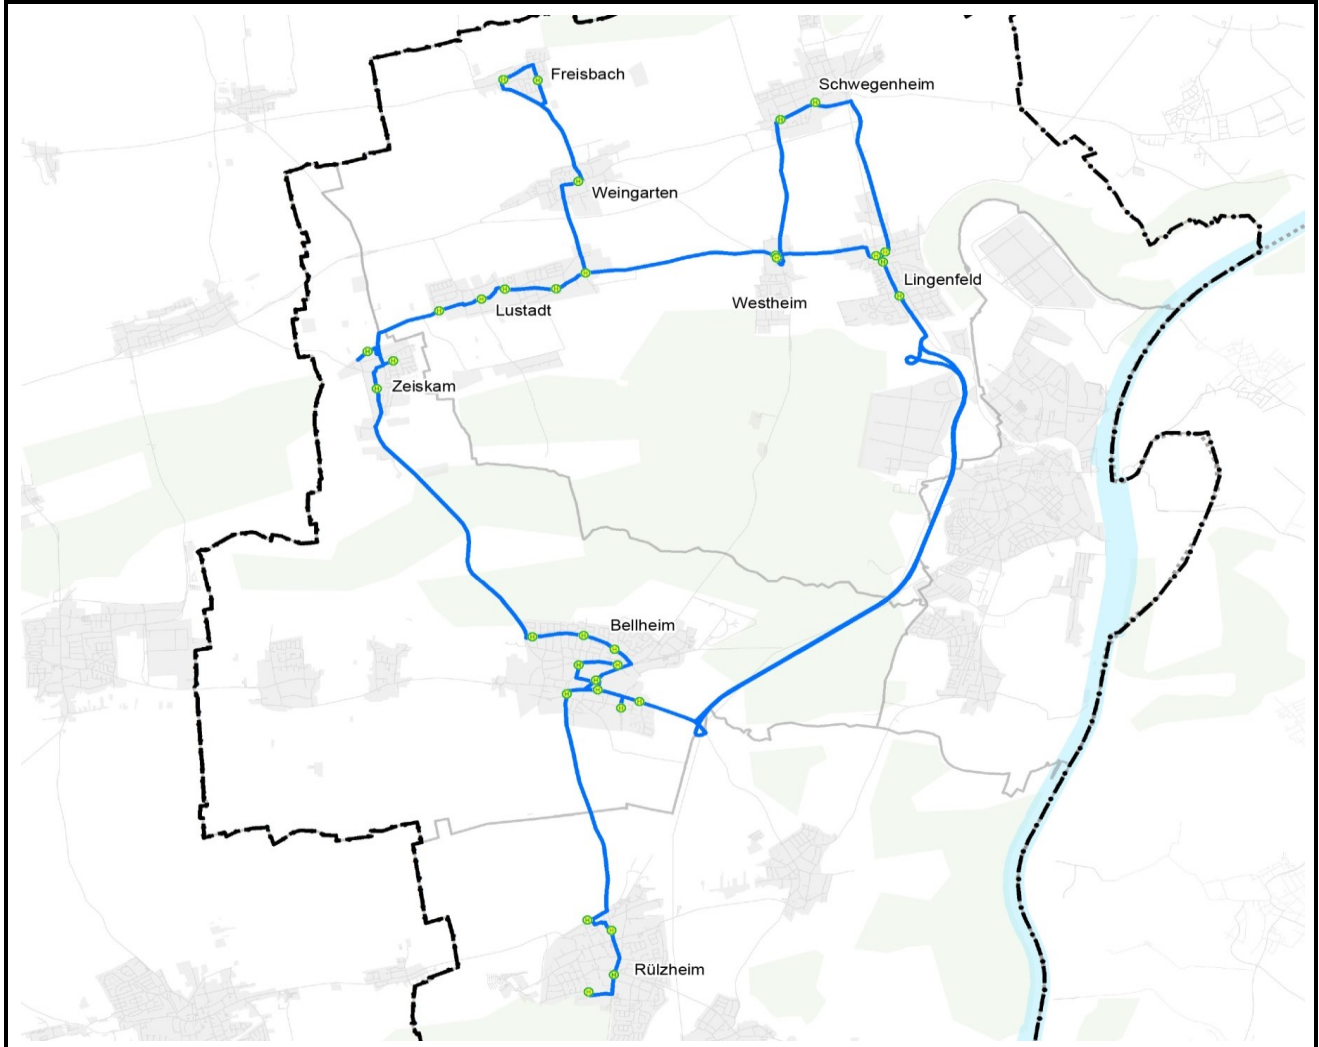 Freisbach
Schwegenheim
Weingarten
Lingenfeld
Westheim
Lustadt
Zeiskam
Bellheim
Rülzheim